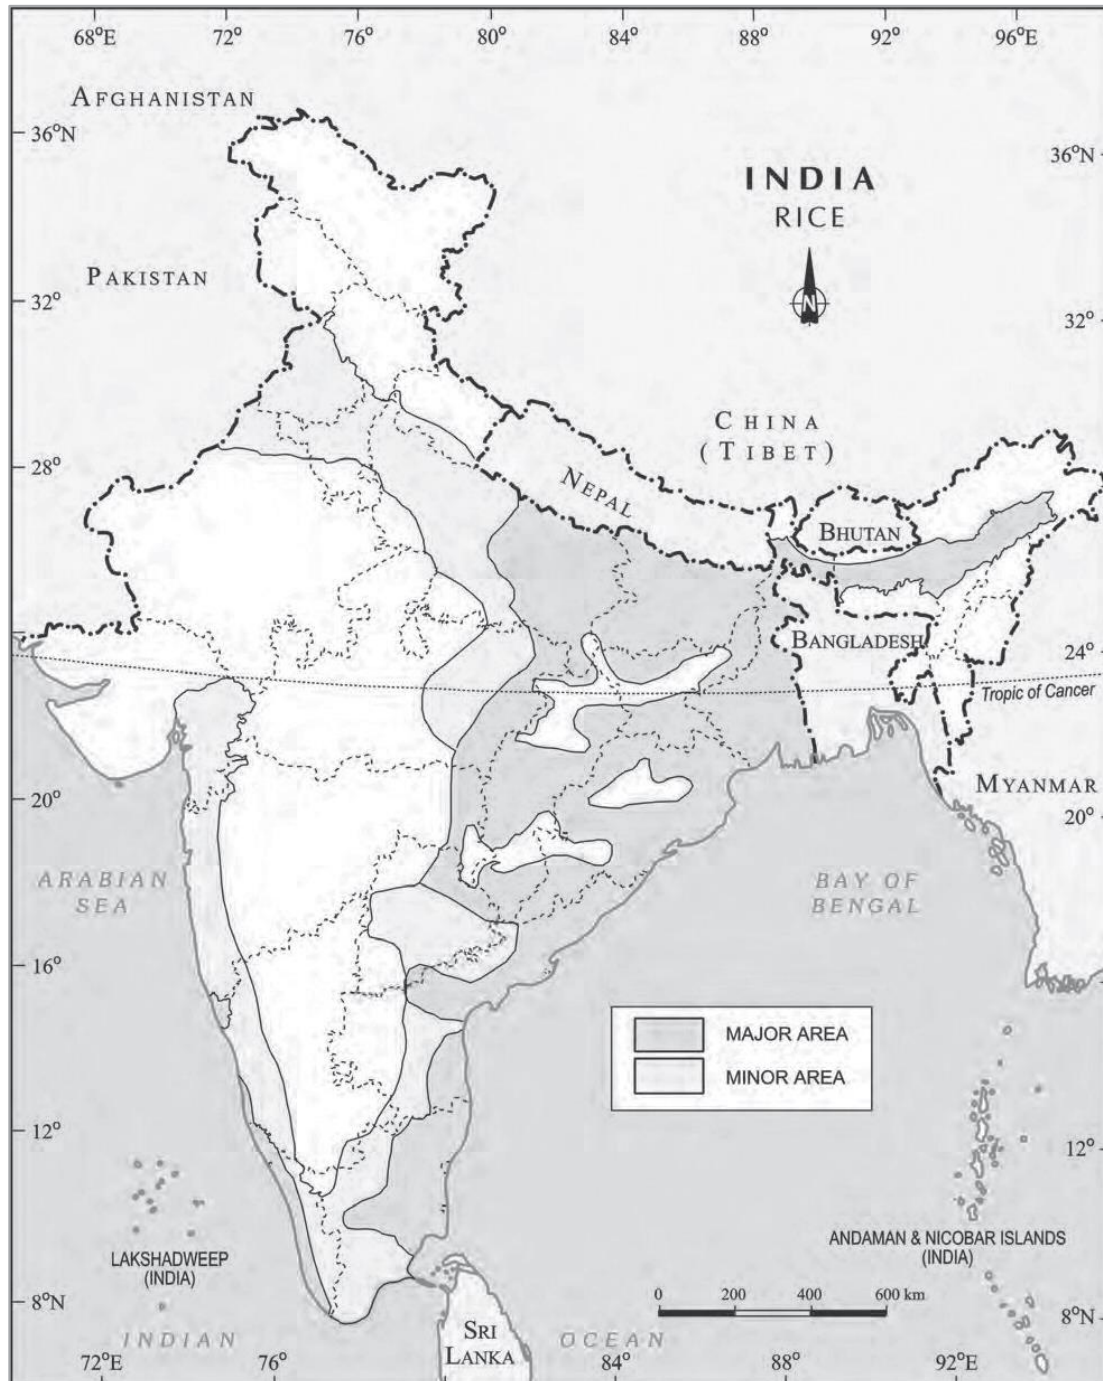 68°E 72° 76° 80° 84° 88° 92° 96°E
AFGHANISTAN
36°N
36°N
INDIA
RICE
N
PAKISTAN
32°
32°
CHINA
(TIBET)
28°
28°
NEPAL
BHUTAN
BANGLADESH
24°
Tropic of Cancer
MYANMAR
20°
20°
ARABIAN
SEA
BAY OF
BENGAL
16°
16°
MAJOR AREA
MINOR AREA
12°
12°
LAKSHADWEEP
(INDIA)
ANDAMAN & NICOBAR ISLANDS
(INDIA)
0 200 400 600 km
8°N
8°N
INDIAN OCEAN
SRI
LANKA
72°E 76° 84° 88° 92°E